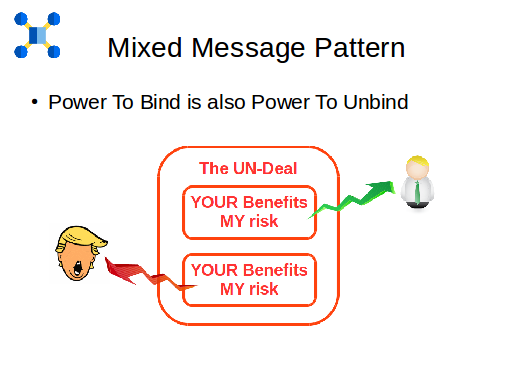 Mixed Message Pattern
• Power To Bind is also Power To Unbind
The UN-Deal
YOUR Benefits
MY risk
YOUR Benefits
MY risk